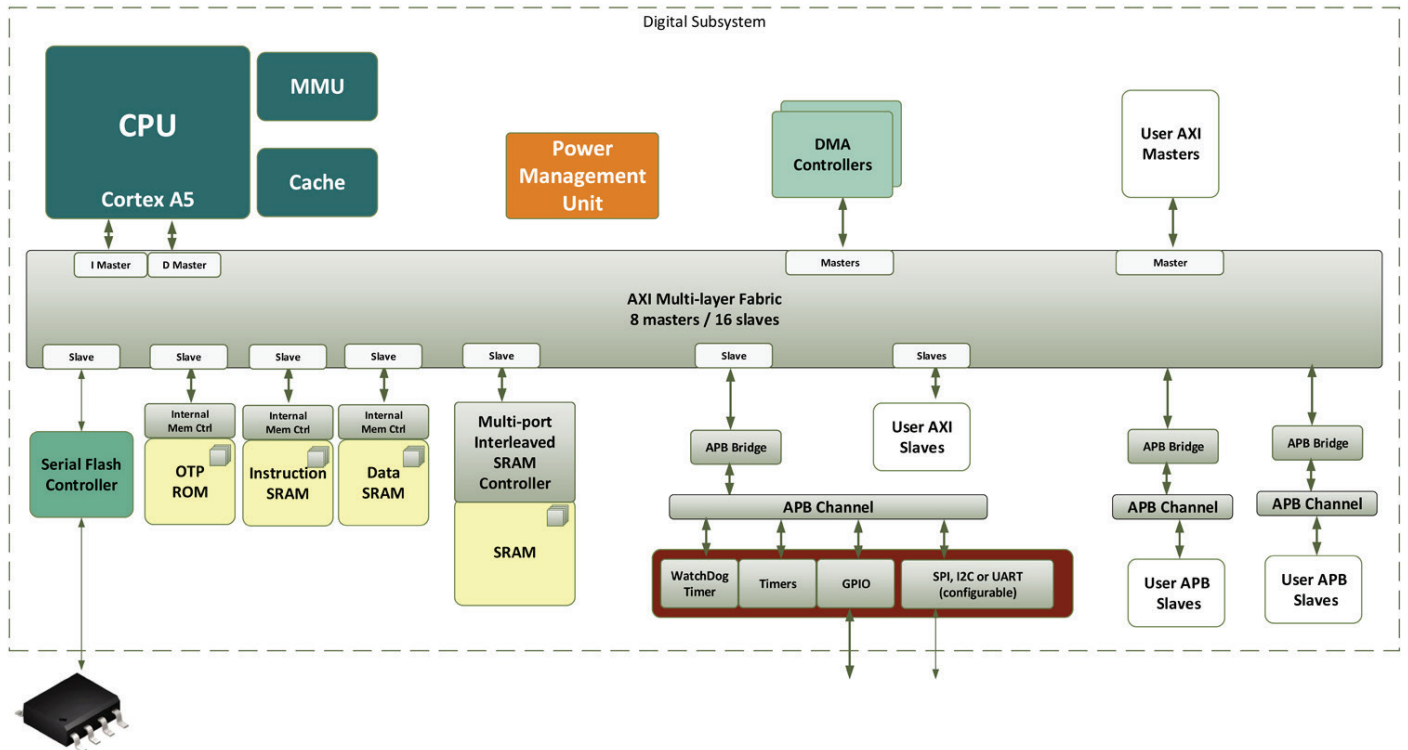 Digital Subsystem
CPU
Cortex A5
MMU
Cache
Power
Management
Unit
DMA
Controllers
User AXI
Masters
I Master
D Master
Masters
Master
AXI Multi-layer Fabric
8 masters / 16 slaves
Slave
Slave
Slave
Slave
Slave
Slave
Slaves
Serial Flash
Controller
Internal
Mem Ctrl
OTP
ROM
Internal
Mem Ctrl
Instruction
SRAM
Internal
Mem Ctrl
Data
SRAM
Multi-port
Interleaved
SRAM
Controller
SRAM
APB Bridge
User AXI
Slaves
APB Bridge
APB Bridge
APB Channel
APB Channel
APB Channel
WatchDog
Timer
Timers
GPIO
SPI, I2C or UART
(configurable)
User APB
Slaves
User APB
Slaves